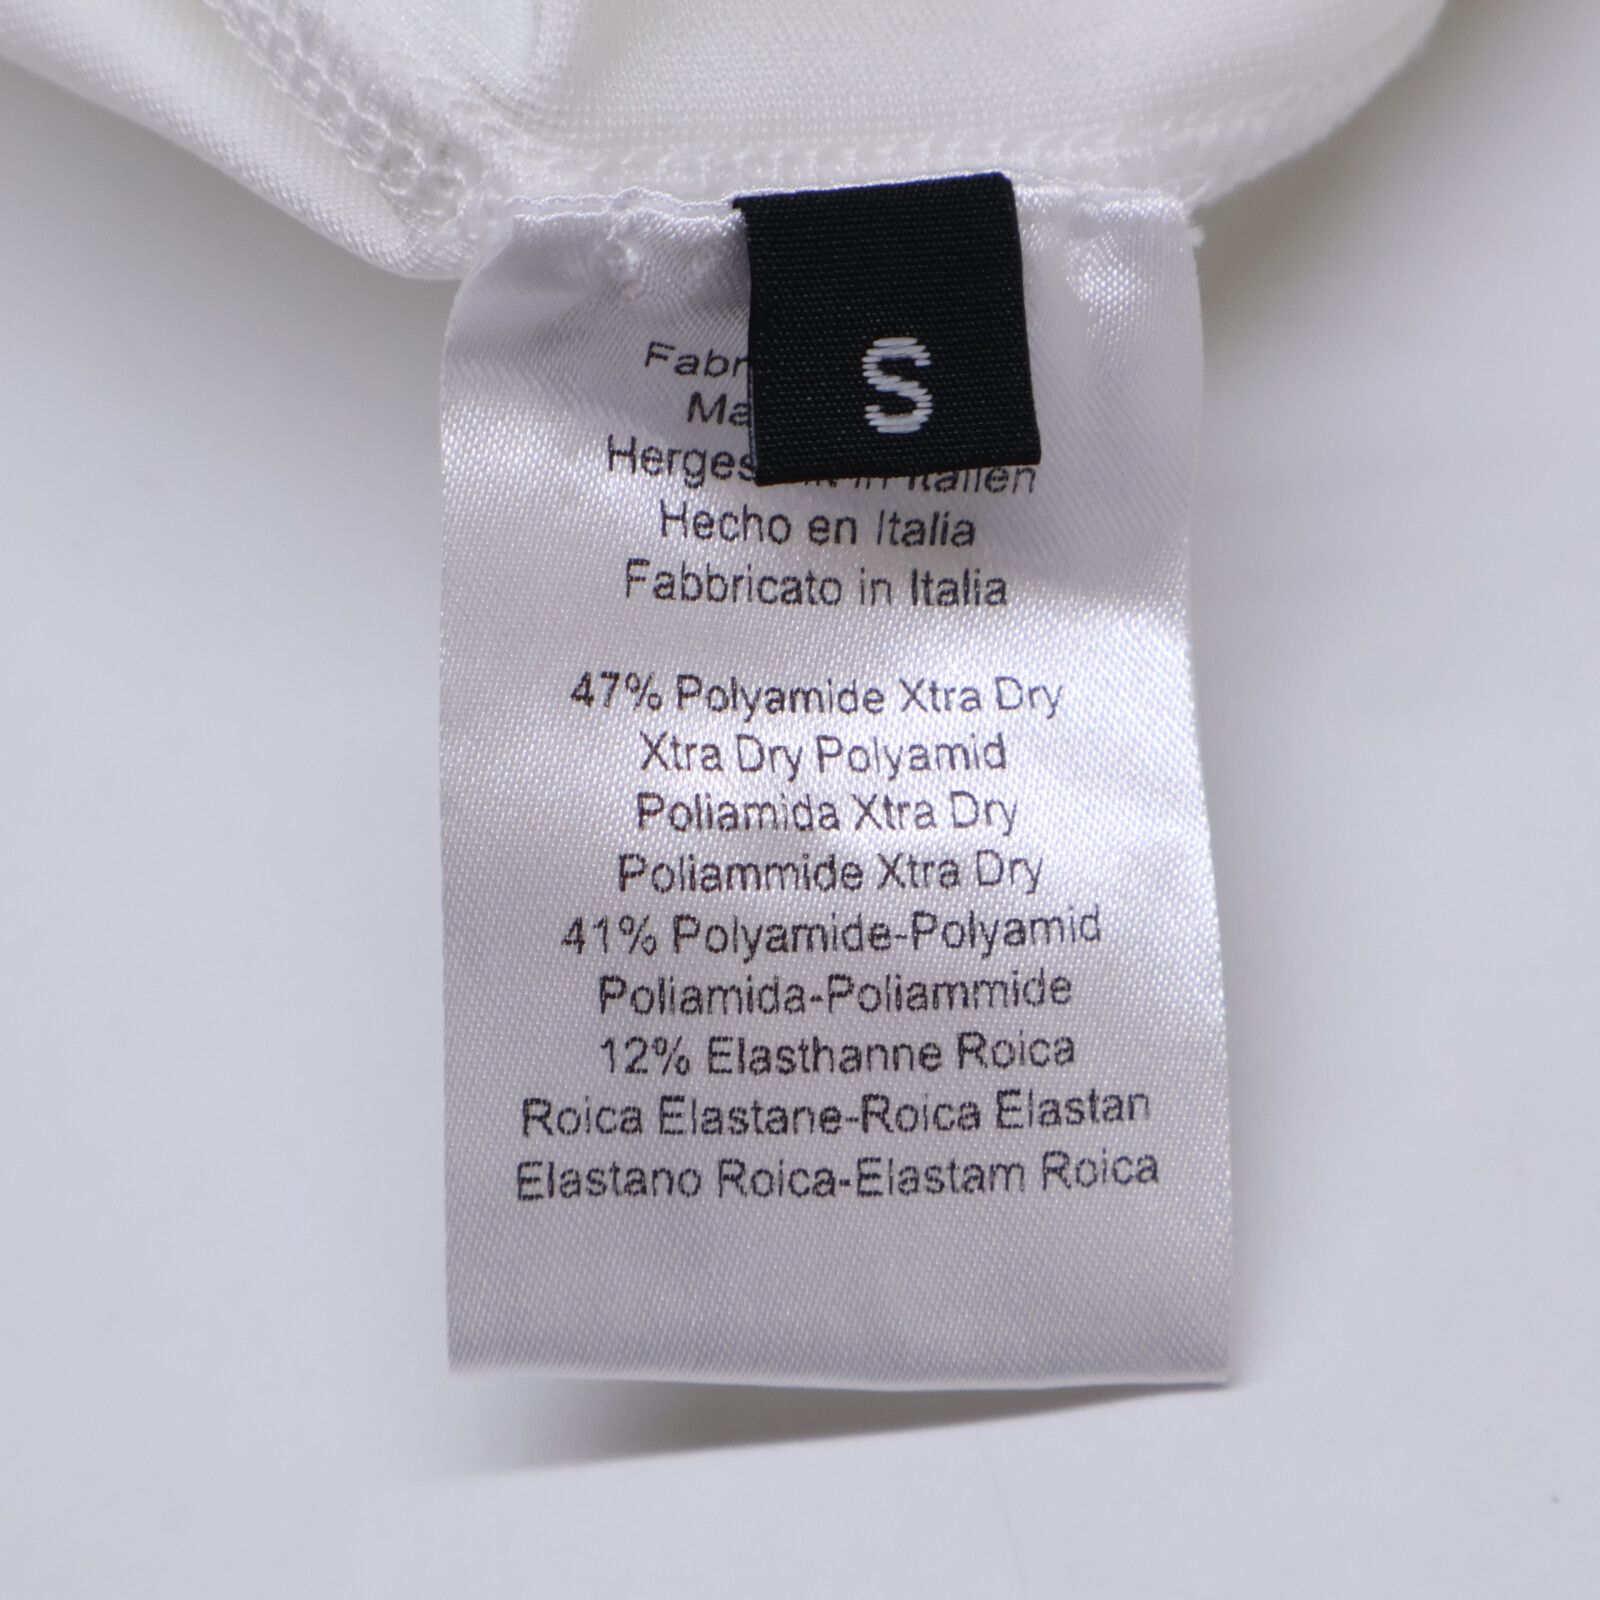 S
Hecho en Italia
Fabbricato in Italia
47% Polyamide Xtra Dry
Xtra Dry Polyamid
Poliamida Xtra Dry
Poliammide Xtra Dry
41% Polyamide-Polyamid
Poliamida-Poliammide
12% Elasthanne Roica
Roica Elastane-Roica Elastan
Elastano Roica-Elastam Roica